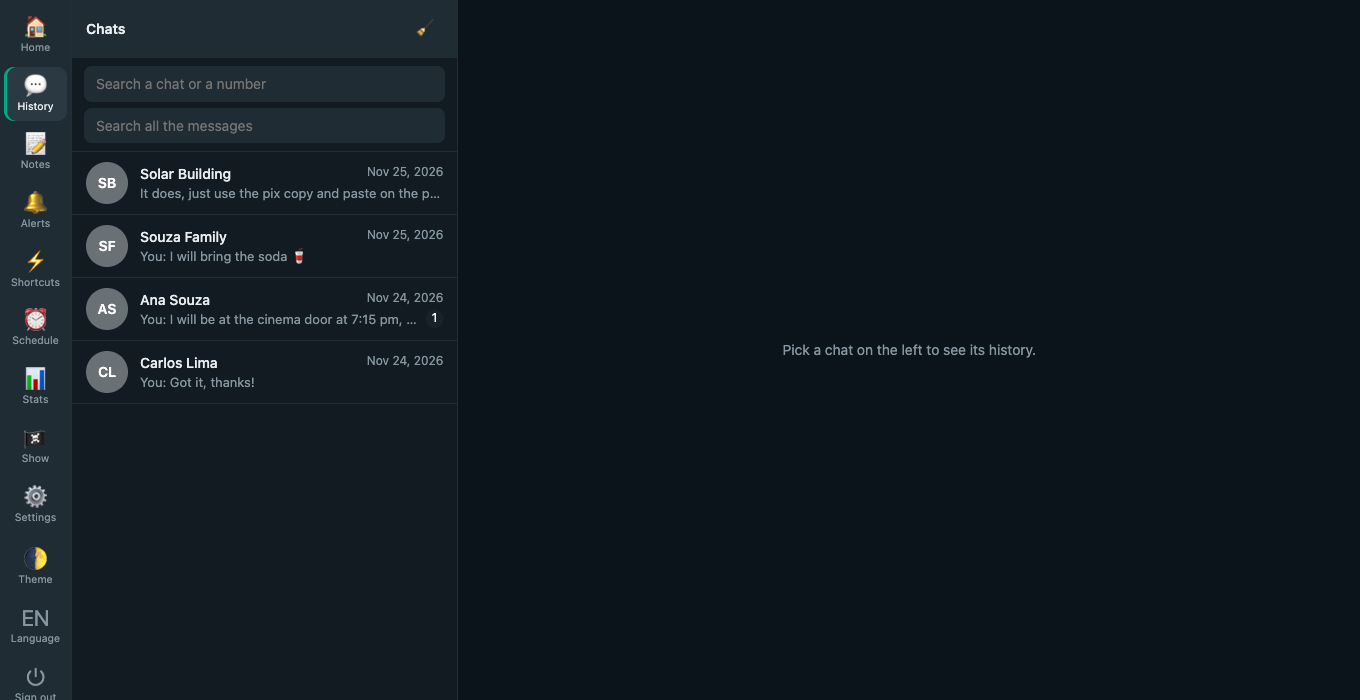 Home
History
Notes
Alerts
Shortcuts
Schedule
Stats
Show
Settings
Theme
EN
Language
Sign out
Chats
Search a chat or a number
Search all the messages
SB
Solar Building
Nov 25, 2026
It does, just use the pix copy and paste on the p...
SF
Souza Family
Nov 25, 2026
You: I will bring the soda 🥤
AS
Ana Souza
Nov 24, 2026
You: I will be at the cinema door at 7:15 pm, ...
1
CL
Carlos Lima
Nov 24, 2026
You: Got it, thanks!
Pick a chat on the left to see its history.